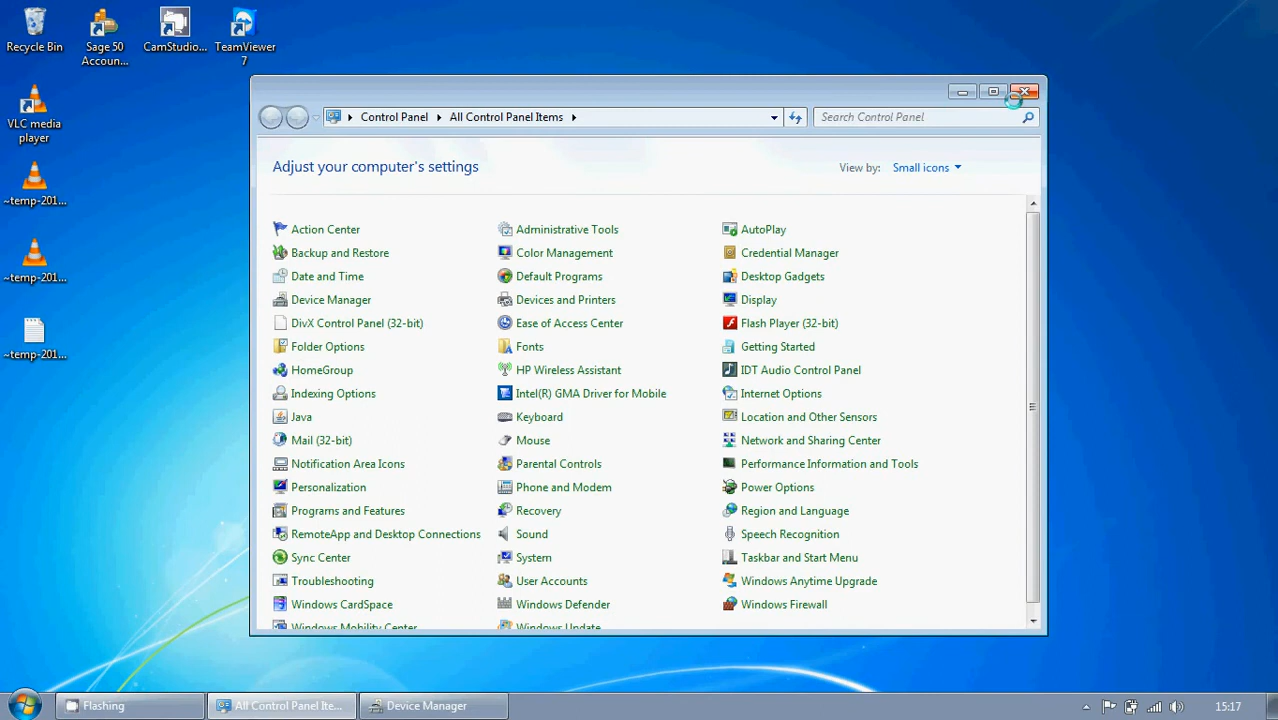 Recycle Bin
Sage 50 Accoun...
CamStudio...
TeamViewer 7
VLC media player
~temp-201...
~temp-201...
~temp-201...
Control Panel
All Control Panel Items
Search Control Panel
Adjust your computer's settings
View by: Small icons
Action Center
Administrative Tools
AutoPlay
Backup and Restore
Color Management
Credential Manager
Date and Time
Default Programs
Desktop Gadgets
Device Manager
Devices and Printers
Display
DivX Control Panel (32-bit)
Ease of Access Center
Flash Player (32-bit)
Folder Options
Fonts
Getting Started
HomeGroup
HP Wireless Assistant
IDT Audio Control Panel
Indexing Options
Intel(R) GMA Driver for Mobile
Internet Options
Java
Keyboard
Location and Other Sensors
Mail (32-bit)
Mouse
Network and Sharing Center
Notification Area Icons
Parental Controls
Performance Information and Tools
Personalization
Phone and Modem
Power Options
Programs and Features
Recovery
Region and Language
RemoteApp and Desktop Connections
Sound
Speech Recognition
Sync Center
System
Taskbar and Start Menu
Troubleshooting
User Accounts
Windows Anytime Upgrade
Windows CardSpace
Windows Defender
Windows Firewall
Windows Mobility Center
Windows Update
Flashing
All Control Panel Ite...
Device Manager
15:17